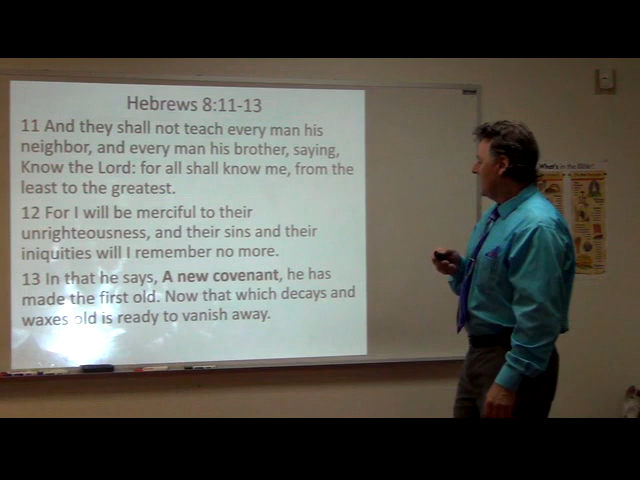 Hebrews 8:11-13
11 And they shall not teach every man his
neighbor, and every man his brother, saying,
Know the Lord: for all shall know me, from the
least to the greatest.
12 For I will be merciful to their
unrighteousness, and their sins and their
iniquities will I remember no more.
13 In that he says, A new covenant, he has
made the first old. Now that which decays and
waxes old is ready to vanish away.
What's in the Bible?